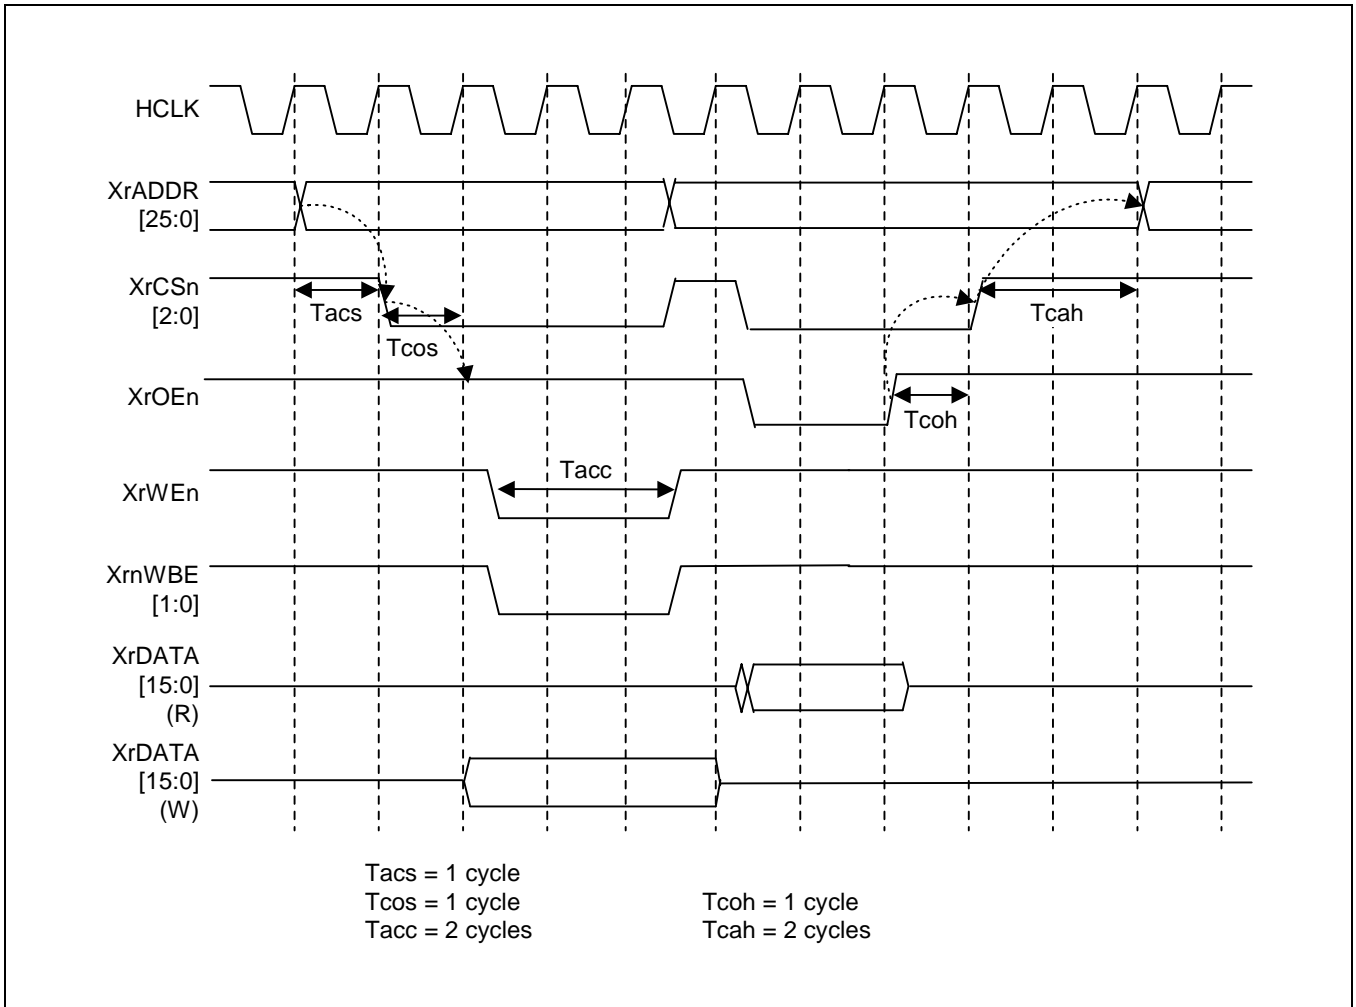 HCLK
XrADDR
[25:0]
XrCSn
[2:0]
Tacs
Tcos
Tcah
XrOEn
Tcoh
XrWEn
Tacc
XrnWBE
[1:0]
XrDATA
[15:0]
(R)
XrDATA
[15:0]
(W)
Tacs = 1 cycle
Tcos = 1 cycle
Tacc = 2 cycles
Tcoh = 1 cycle
Tcah = 2 cycles